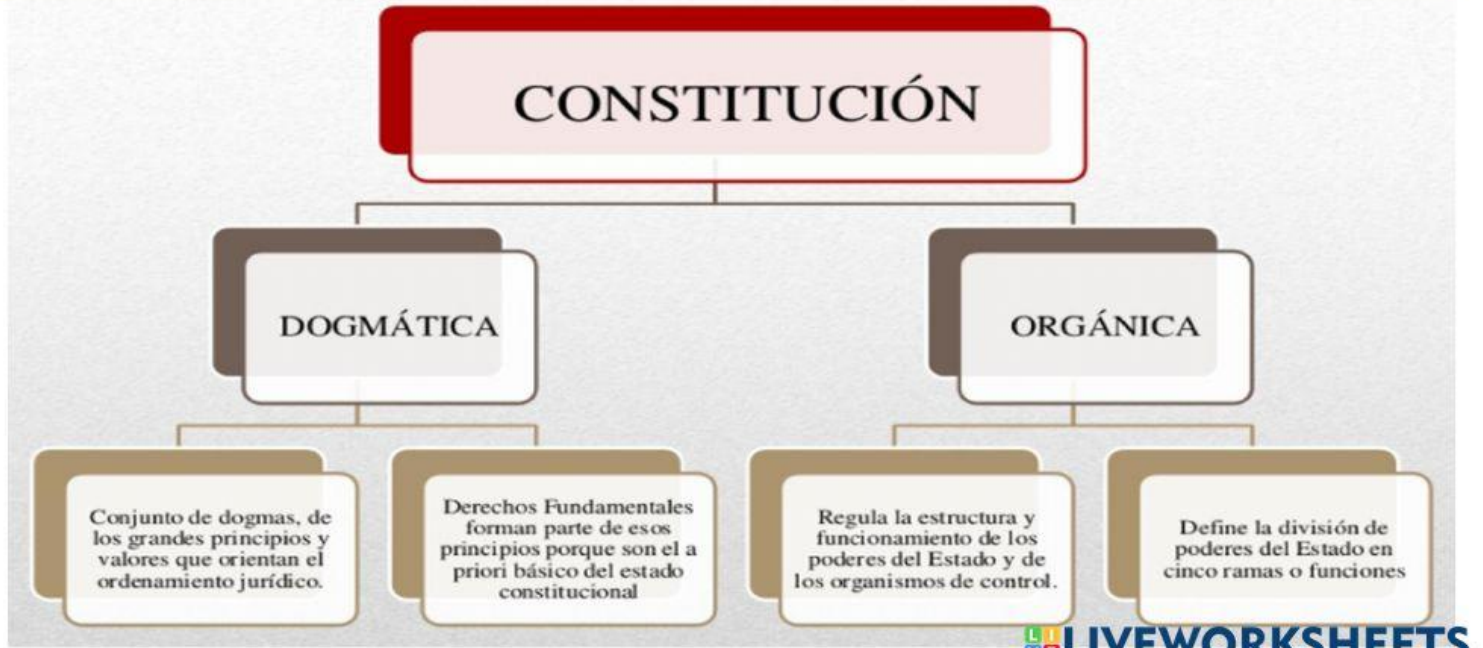 CONSTITUCIÓN
DOGMÁTICA
ORGÁNICA
Conjunto de dogmas, de
los grandes principios y
valores que orientan el
ordenamiento jurídico.
Derechos Fundamentales
forman parte de esos
principios porque son el a
priori básico del estado
constitucional
Regula la estructura y
funcionamiento de los
poderes del Estado y de
los organismos de control.
Define la división de
poderes del Estado en
cinco ramas o funciones
LIVEWORKSHEETS